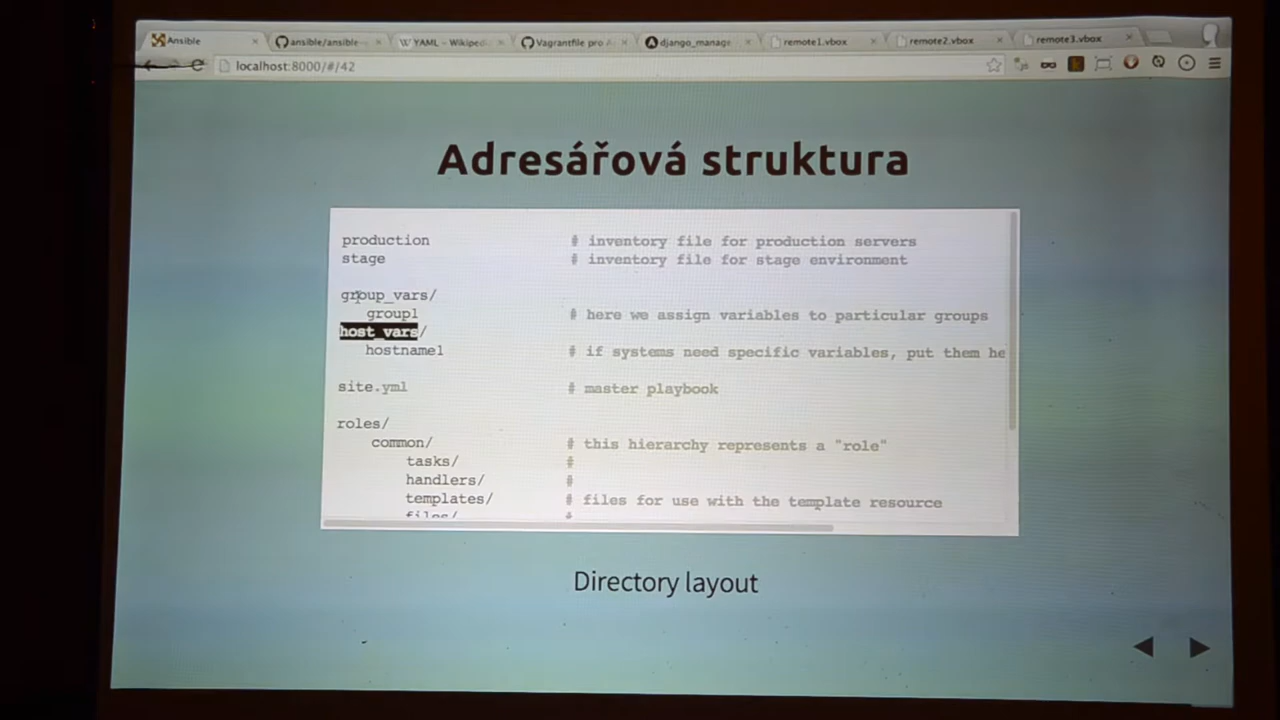 Ansible
ansible/ansible
YAML - Wikiped
Vagrantfile pro
django_manage
remote1.vbox
remote2.vbox
remote3.vbox
localhost:8000/#/42
Adresářová struktura
production # inventory file for production servers
stage # inventory file for stage environment
group_vars/
group1 # here we assign variables to particular groups
host_vars/
hostname1 # if systems need specific variables, put them he
site.yml # master playbook
roles/
common/ # this hierarchy represents a "role"
tasks/ #
handlers/ #
templates/ # files for use with the template resource
files/ #
Directory layout